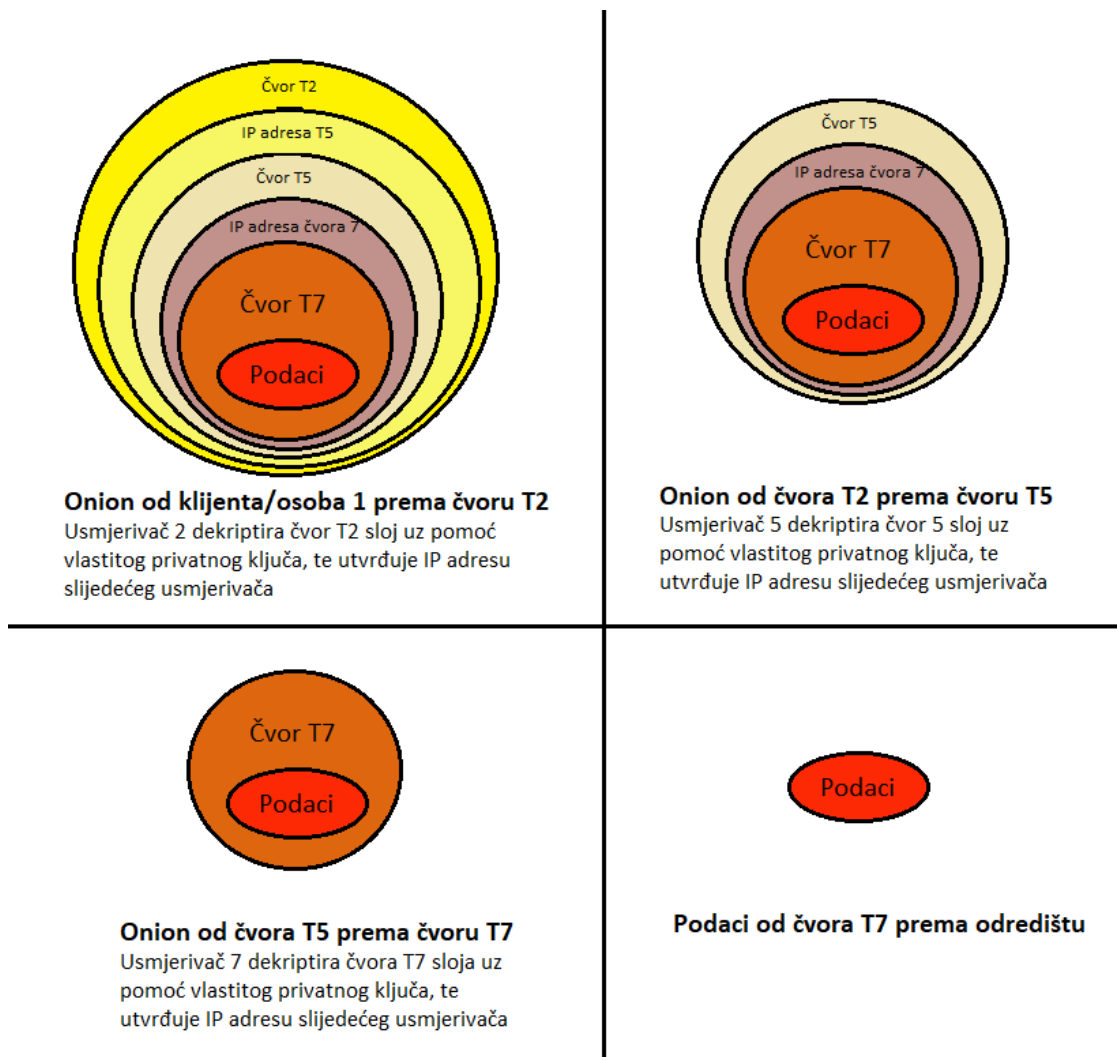 Čvor T2
IP adresa T5
Čvor T5
IP adresa čvora 7
Čvor T7
Podaci
Onion od klijenta/osoba 1 prema čvoru T2
Usmjerivač 2 dekriptira čvor T2 sloj uz pomoć
vlastitog privatnog ključa, te utvrđuje IP adresu
slijedećeg usmjerivača
Čvor T5
IP adresa čvora 7
Čvor T7
Podaci
Onion od čvora T2 prema čvoru T5
Usmjerivač 5 dekriptira čvor 5 sloj uz
pomoć vlastitog privatnog ključa, te
utvrđuje IP adresu slijedećeg usmjerivača
Čvor T7
Podaci
Onion od čvora T5 prema čvoru T7
Usmjerivač 7 dekriptira čvora T7 sloja uz
pomoć vlastitog privatnog ključa, te
utvrđuje IP adresu slijedećeg usmjerivača
Podaci
Podaci od čvora T7 prema odredištu